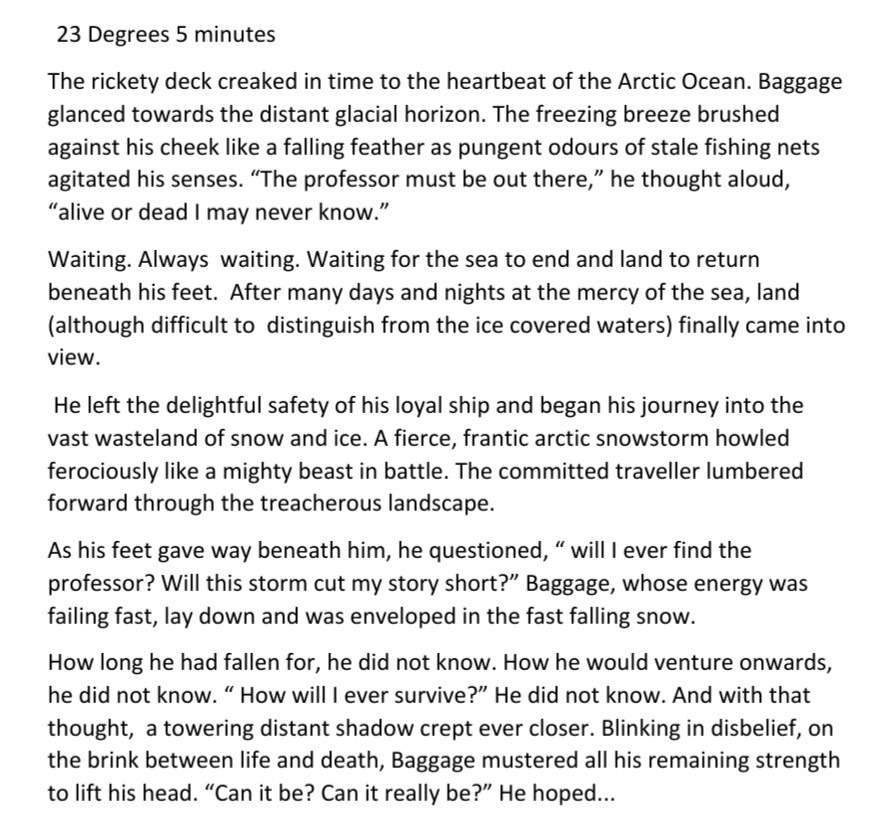 23 Degrees 5 minutes
The rickety deck creaked in time to the heartbeat of the Arctic Ocean. Baggage
glanced towards the distant glacial horizon. The freezing breeze brushed
against his cheek like a falling feather as pungent odours of stale fishing nets
agitated his senses. “The professor must be out there,” he thought aloud,
“alive or dead I may never know.”
Waiting. Always  waiting. Waiting for the sea to end and land to return
beneath his feet.  After many days and nights at the mercy of the sea, land
(although difficult to  distinguish from the ice covered waters) finally came into
view.
He left the delightful safety of his loyal ship and began his journey into the
vast wasteland of snow and ice. A fierce, frantic arctic snowstorm howled
ferociously like a mighty beast in battle. The committed traveller lumbered
forward through the treacherous landscape.
As his feet gave way beneath him, he questioned, “ will I ever find the
professor? Will this storm cut my story short?” Baggage, whose energy was
failing fast, lay down and was enveloped in the fast falling snow.
How long he had fallen for, he did not know. How he would venture onwards,
he did not know. “ How will I ever survive?” He did not know. And with that
thought,  a towering distant shadow crept ever closer. Blinking in disbelief, on
the brink between life and death, Baggage mustered all his remaining strength
to lift his head. “Can it be? Can it really be?” He hoped...